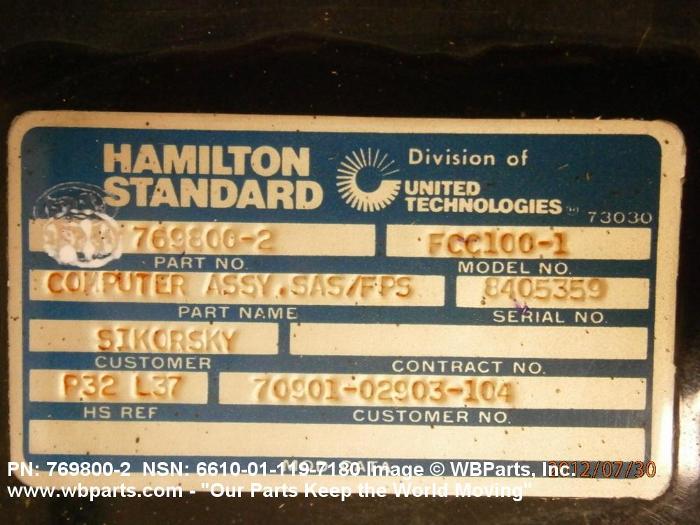 HAMILTON STANDARD
Division of
UNITED TECHNOLOGIES
73030
769800-2
FCC100-1
PART NO.
MODEL NO.
COMPUTER ASSY.SAS/FPS
8405359
PART NAME
SERIAL NO.
SIKORSKY
CUSTOMER
CONTRACT NO.
P32 L37
70901-02903-104
HS REF
CUSTOMER NO.
PN: 769800-2 NSN: 6610-01-119-7180 Image © WBParts, Inc.
2012/07/30
www.wbparts.com - "Our Parts Keep the World Moving"